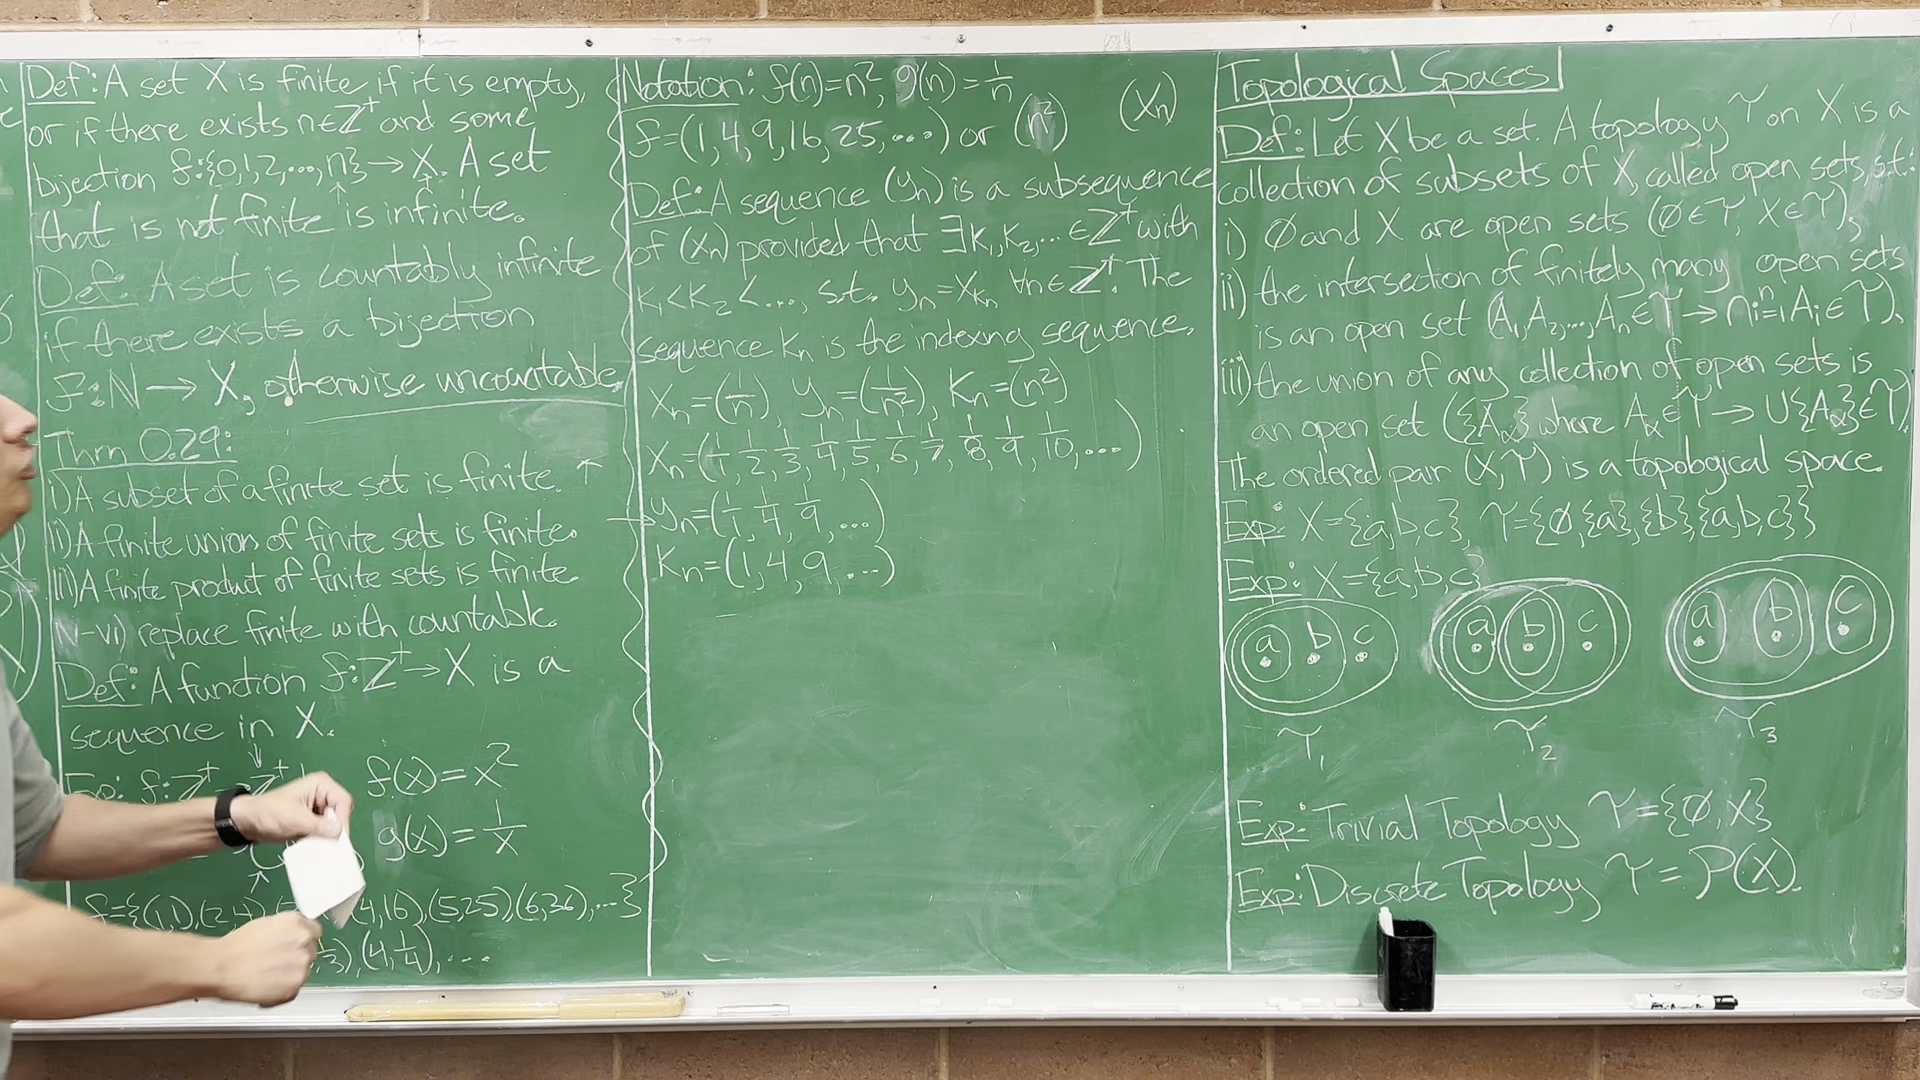 Def: A set X is finite if it is empty,
or if there exists n∈Z⁺ and some
bijection f:{0,1,2,...,n}→X. A set
that is not finite is infinite.
Def: A set is countably infinite
if there exists a bijection
f:N→X, otherwise uncountable
Thm 0.29:
i) A subset of a finite set is finite.
ii) A finite union of finite sets is finite.
iii) A finite product of finite sets is finite.
iv-vi) replace finite with countable.
Def: A function f:Z⁺→X is a
sequence in X.
Exp: f:Z⁺→Z⁺ f(x)=x²
g(x)=1/x
f={(1,1),(2,4), (4,16),(5,25),(6,36),...}
(4,1/4),...
Notation: f(n)=n², g(n)=1/n (Xn)
f=(1,4,9,16,25,...) or (n²)
Def: A sequence (yn) is a subsequence
of (xn) provided that ∃K₁,K₂,...∈Z⁺ with
K₁<K₂<..., s.t. yn=x_Kn ∀n∈Z⁺. The
sequence Kn is the indexing sequence.
Xn=(1/n), yn=(1/n²), Kn=(n²)
Xn=(1/1,1/2,1/3,1/4,1/5,1/6,1/7,1/8,1/9,1/10,...)
yn=(1/1,1/4,1/9,...)
Kn=(1,4,9,...)
Topological Spaces
Def: Let X be a set. A topology 𝒯 on X is a
collection of subsets of X, called open sets, s.t.
i) ∅ and X are open sets (∅∈𝒯, X∈𝒯),
ii) the intersection of finitely many open sets
is an open set (A₁,A₂,...,An∈𝒯→∩ⁿi=1 Ai∈𝒯),
iii) the union of any collection of open sets is
an open set ({Aα} where Aα∈𝒯→∪{Aα}∈𝒯)
The ordered pair (X,𝒯) is a topological space.
Exp: X={a,b,c}, 𝒯={∅,{a},{b},{a,b,c}}
Exp: X={a,b,c}
a b c a b c a b c
𝒯₁ 𝒯₂ 𝒯₃
Exp: Trivial Topology 𝒯={∅,X}
Exp: Discrete Topology 𝒯=P(X).